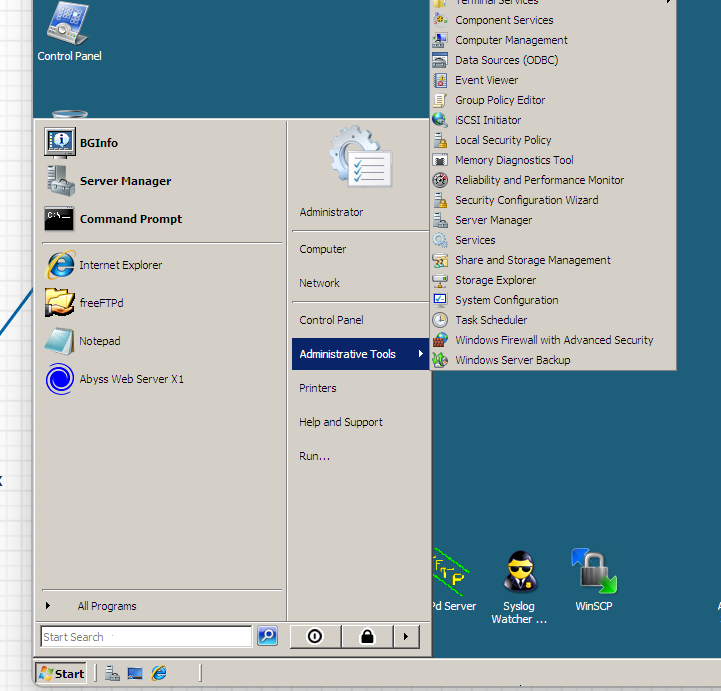 Control Panel
BGInfo
Server Manager
Command Prompt
Internet Explorer
freeFTPd
Notepad
Abyss Web Server X1
All Programs
Start Search
Administrator
Computer
Network
Control Panel
Administrative Tools
Printers
Help and Support
Run...
Terminal Services
Component Services
Computer Management
Data Sources (ODBC)
Event Viewer
Group Policy Editor
iSCSI Initiator
Local Security Policy
Memory Diagnostics Tool
Reliability and Performance Monitor
Security Configuration Wizard
Server Manager
Services
Share and Storage Management
Storage Explorer
System Configuration
Task Scheduler
Windows Firewall with Advanced Security
Windows Server Backup
FTP
Pd Server
Syslog
Watcher ...
WinSCP
Start